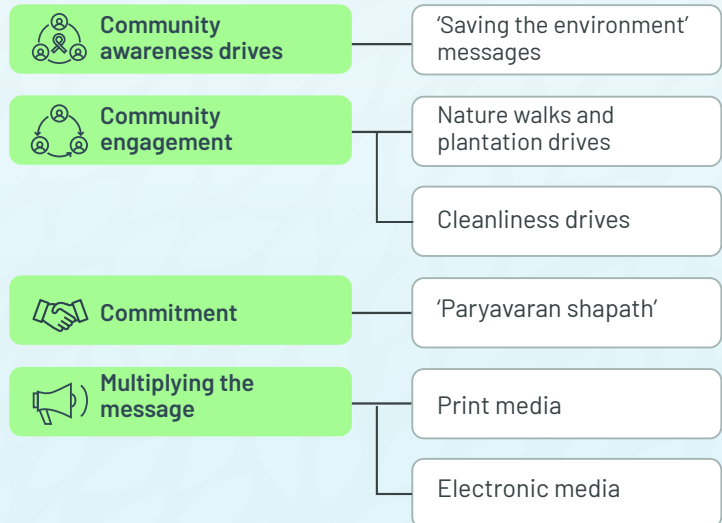 Community
awareness drives
‘Saving the environment’
messages
Community
engagement
Nature walks and
plantation drives
Cleanliness drives
Commitment
‘Paryavaran shapath’
Multiplying the
message
Print media
Electronic media